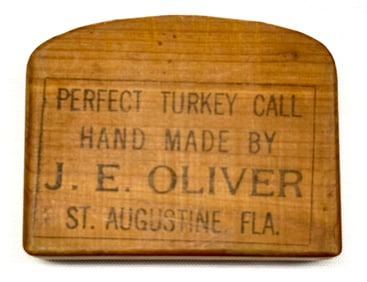 PERFECT TURKEY CALL
HAND MADE BY
J. E. OLIVER
ST. AUGUSTINE, FLA.